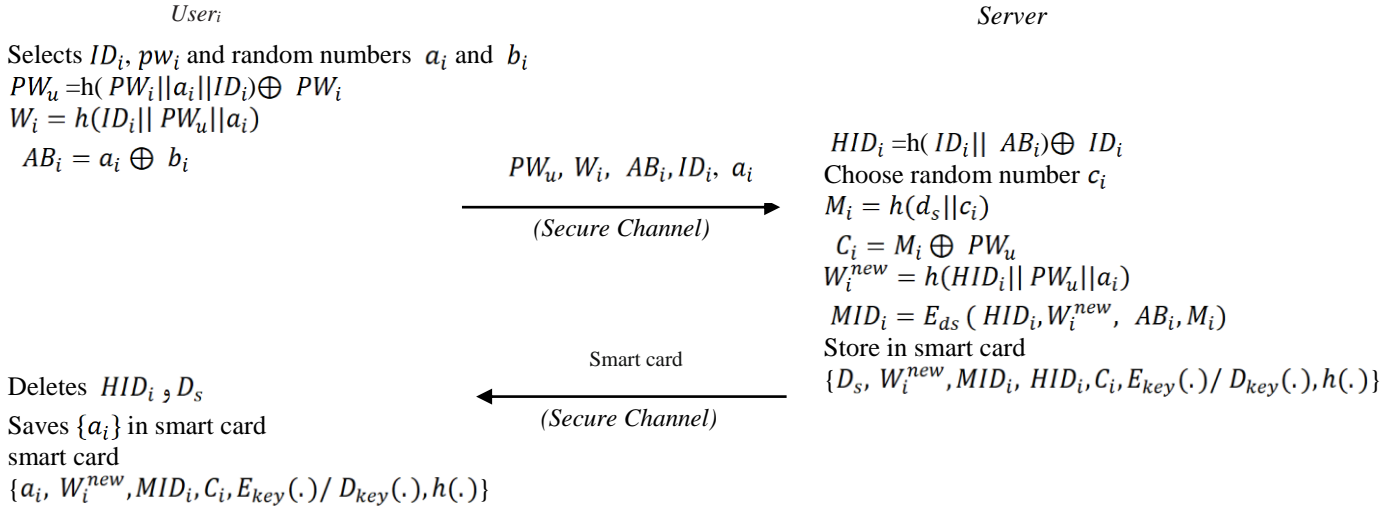 User_i
Server
Selects ID_i, pw_i and random numbers a_i and b_i
PW_u =h( PW_i||a_i||ID_i)⊕ PW_i
W_i = h(ID_i|| PW_u||a_i)
AB_i = a_i ⊕ b_i
PW_u, W_i, AB_i, ID_i, a_i
(Secure Channel)
HID_i =h( ID_i|| AB_i)⊕ ID_i
Choose random number c_i
M_i = h(d_s||c_i)
C_i = M_i ⊕ PW_u
W_i^new = h(HID_i|| PW_u||a_i)
MID_i = E_ds ( HID_i, W_i^new, AB_i, M_i)
Store in smart card
{D_s, W_i^new, MID_i, HID_i, C_i, E_key(.)/ D_key(.), h(.)}
Smart card
(Secure Channel)
Deletes HID_i و D_s
Saves {a_i} in smart card
smart card
{a_i, W_i^new, MID_i, C_i, E_key(.)/ D_key(.), h(.)}